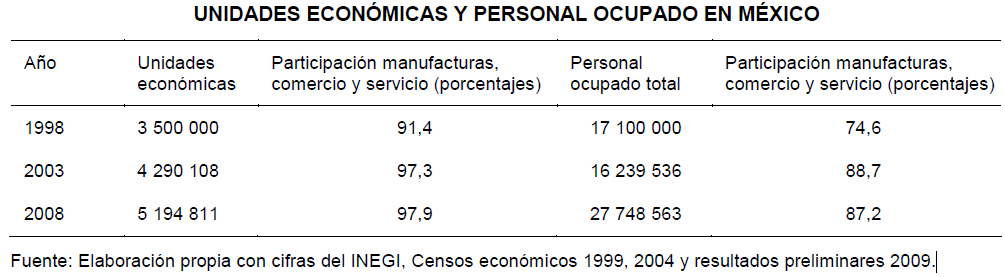 UNIDADES ECONÓMICAS Y PERSONAL OCUPADO EN MÉXICO
Año Unidades económicas Participación manufacturas, comercio y servicio (porcentajes) Personal ocupado total Participación manufacturas, comercio y servicio (porcentajes)
1998 3 500 000 91,4 17 100 000 74,6
2003 4 290 108 97,3 16 239 536 88,7
2008 5 194 811 97,9 27 748 563 87,2
Fuente: Elaboración propia con cifras del INEGI, Censos económicos 1999, 2004 y resultados preliminares 2009.